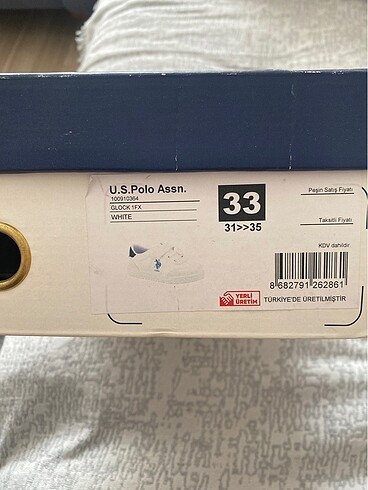 U.S.Polo Assn.
100910364
GLOCK 1FX
WHITE
33
31>>35
Peşin Satış Fiyatı
Taksitli Fiyatı
KDV dahildir.
8 682791 262861
YERLİ
ÜRETİM
TÜRKİYE'DE ÜRETİLMİŞTİR